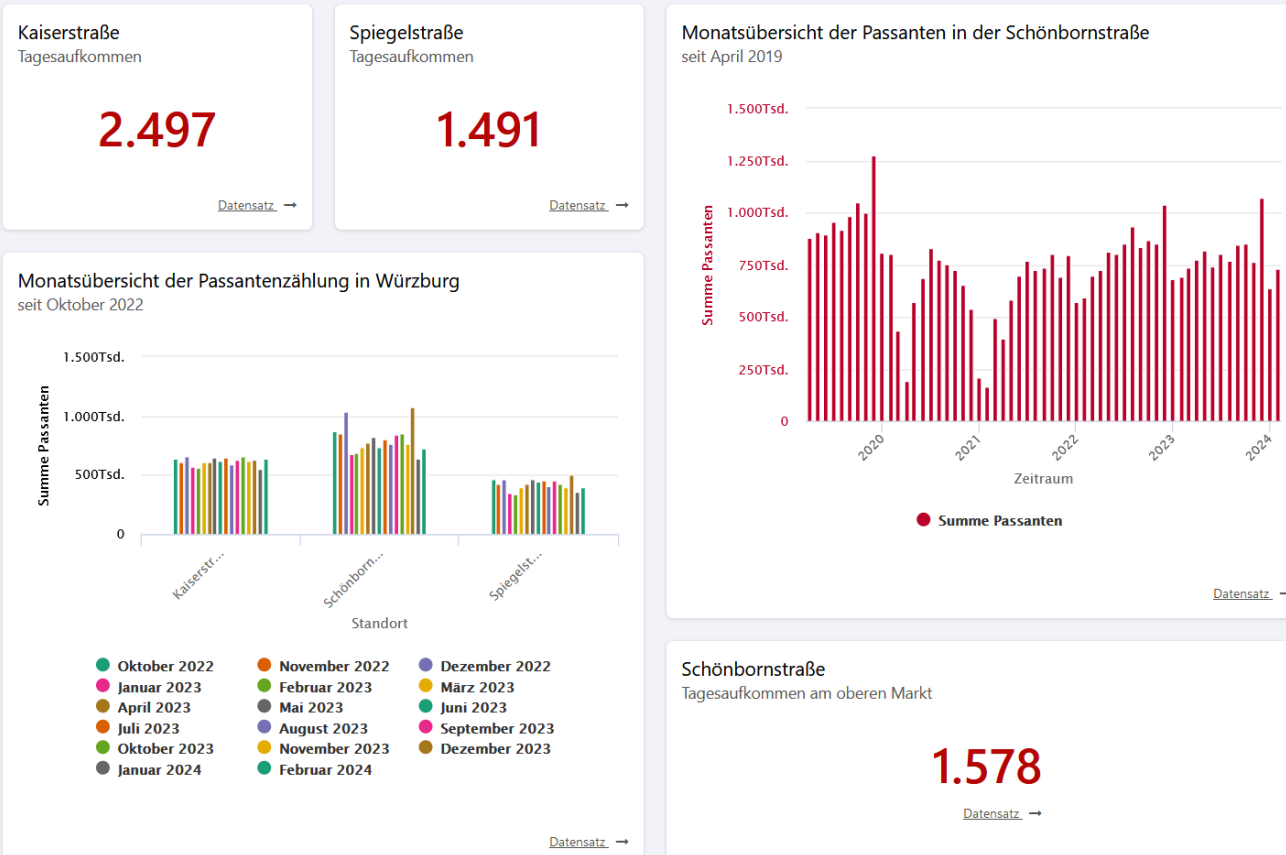 Kaiserstraße
Tagesaufkommen
2.497
Datensatz →
Spiegelstraße
Tagesaufkommen
1.491
Datensatz →
Monatsübersicht der Passanten in der Schönbornstraße
seit April 2019
Summe Passanten
1.500Tsd.
1.250Tsd.
1.000Tsd.
750Tsd.
500Tsd.
250Tsd.
0
2020 2021 2022 2023 2024
Zeitraum
Summe Passanten
Datensatz
Monatsübersicht der Passantenzählung in Würzburg
seit Oktober 2022
Summe Passanten
1.500Tsd.
1.000Tsd.
500Tsd.
0
Kaiserstr... Schönborn... Spiegelst...
Standort
Oktober 2022 November 2022 Dezember 2022
Januar 2023 Februar 2023 März 2023
April 2023 Mai 2023 Juni 2023
Juli 2023 August 2023 September 2023
Oktober 2023 November 2023 Dezember 2023
Januar 2024 Februar 2024
Datensatz →
Schönbornstraße
Tagesaufkommen am oberen Markt
1.578
Datensatz →